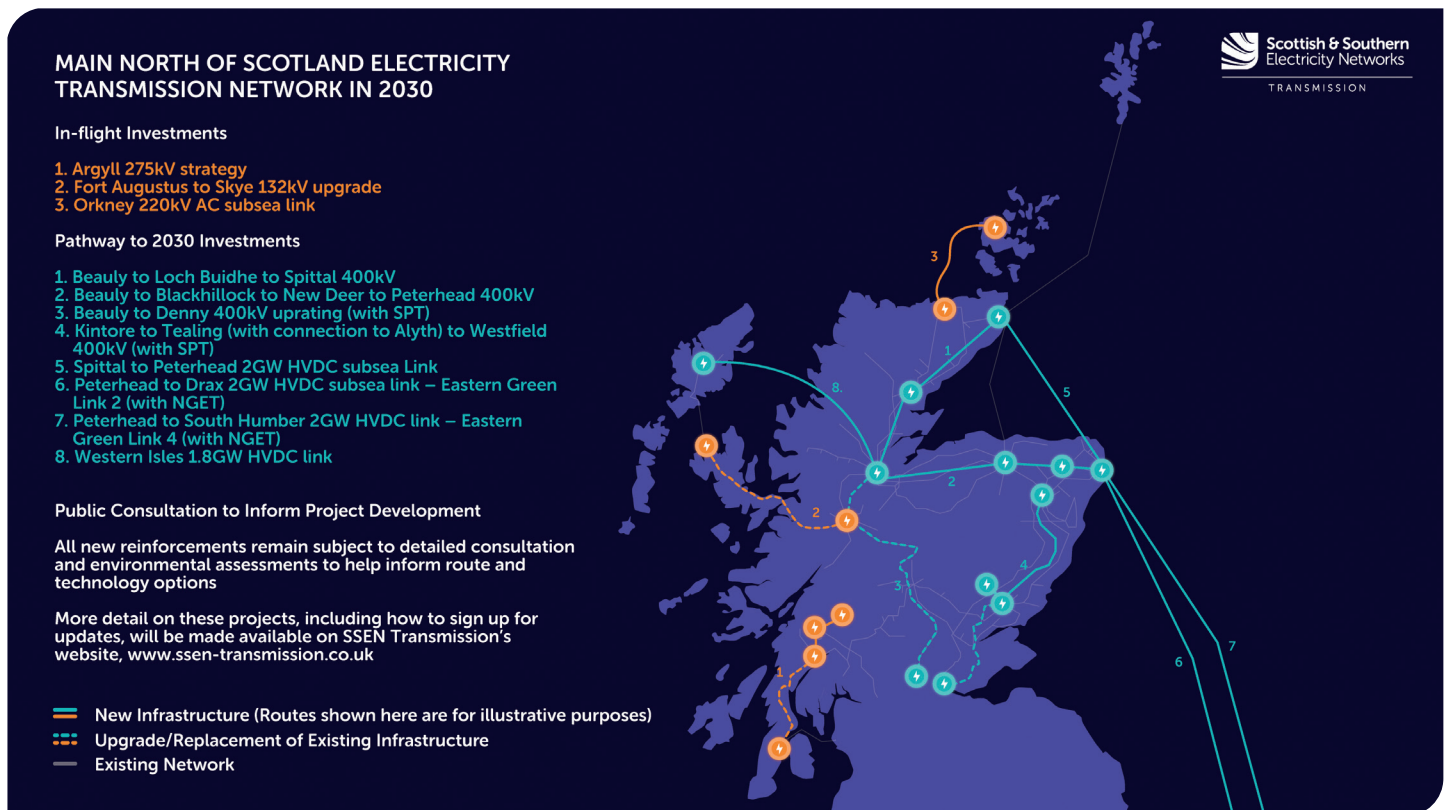 MAIN NORTH OF SCOTLAND ELECTRICITY
TRANSMISSION NETWORK IN 2030
Scottish & Southern
Electricity Networks
TRANSMISSION
In-flight Investments
1. Argyll 275kV strategy
2. Fort Augustus to Skye 132kV upgrade
3. Orkney 220kV AC subsea link
Pathway to 2030 Investments
1. Beauly to Loch Buidhe to Spittal 400kV
2. Beauly to Blackhillock to New Deer to Peterhead 400kV
3. Beauly to Denny 400kV uprating (with SPT)
4. Kintore to Tealing (with connection to Alyth) to Westfield
400kV (with SPT)
5. Spittal to Peterhead 2GW HVDC subsea Link
6. Peterhead to Drax 2GW HVDC subsea link – Eastern Green
Link 2 (with NGET)
7. Peterhead to South Humber 2GW HVDC link – Eastern
Green Link 4 (with NGET)
8. Western Isles 1.8GW HVDC link
Public Consultation to Inform Project Development
All new reinforcements remain subject to detailed consultation
and environmental assessments to help inform route and
technology options
More detail on these projects, including how to sign up for
updates, will be made available on SSEN Transmission's
website, www.ssen-transmission.co.uk
New Infrastructure (Routes shown here are for illustrative purposes)
Upgrade/Replacement of Existing Infrastructure
Existing Network
3
1
8.
5
2
2
4
3
1
6
7